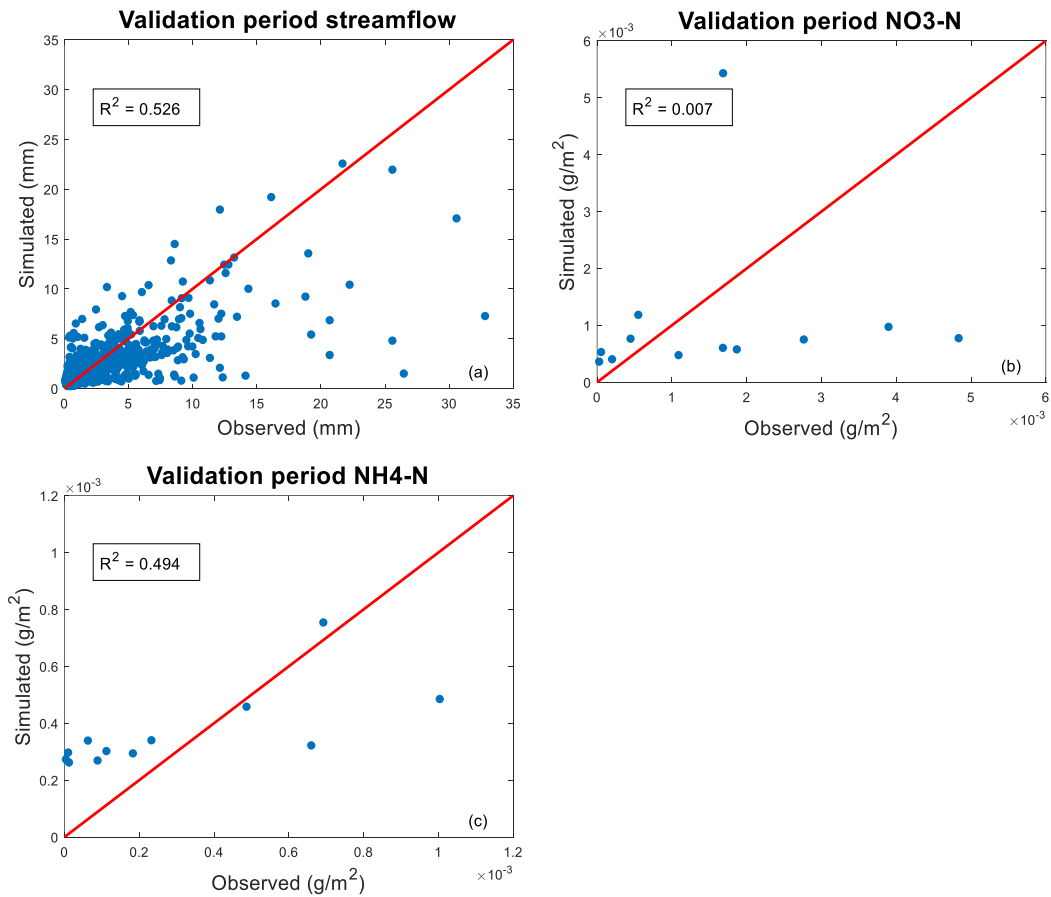 Validation period streamflow
35
30
25
20
15
10
5
0
Simulated (mm)
R² = 0.526
(a)
0 5 10 15 20 25 30 35
Observed (mm)
Validation period NO3-N
×10⁻³
6
5
4
3
2
1
0
Simulated (g/m²)
R² = 0.007
(b)
0 1 2 3 4 5 6
×10⁻³
Observed (g/m²)
Validation period NH4-N
×10⁻³
1.2
1
0.8
0.6
0.4
0.2
0
Simulated (g/m²)
R² = 0.494
(c)
0 0.2 0.4 0.6 0.8 1 1.2
×10⁻³
Observed (g/m²)